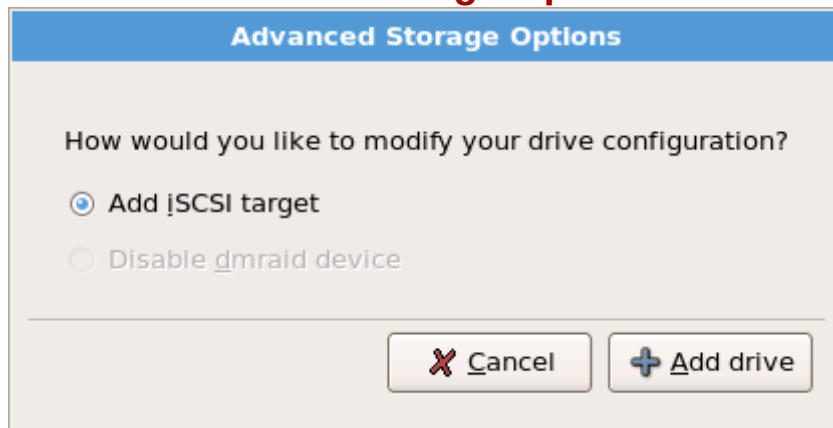 Advanced Storage Options
How would you like to modify your drive configuration?
Add iSCSI target
Disable dmraid device
Cancel
Add drive